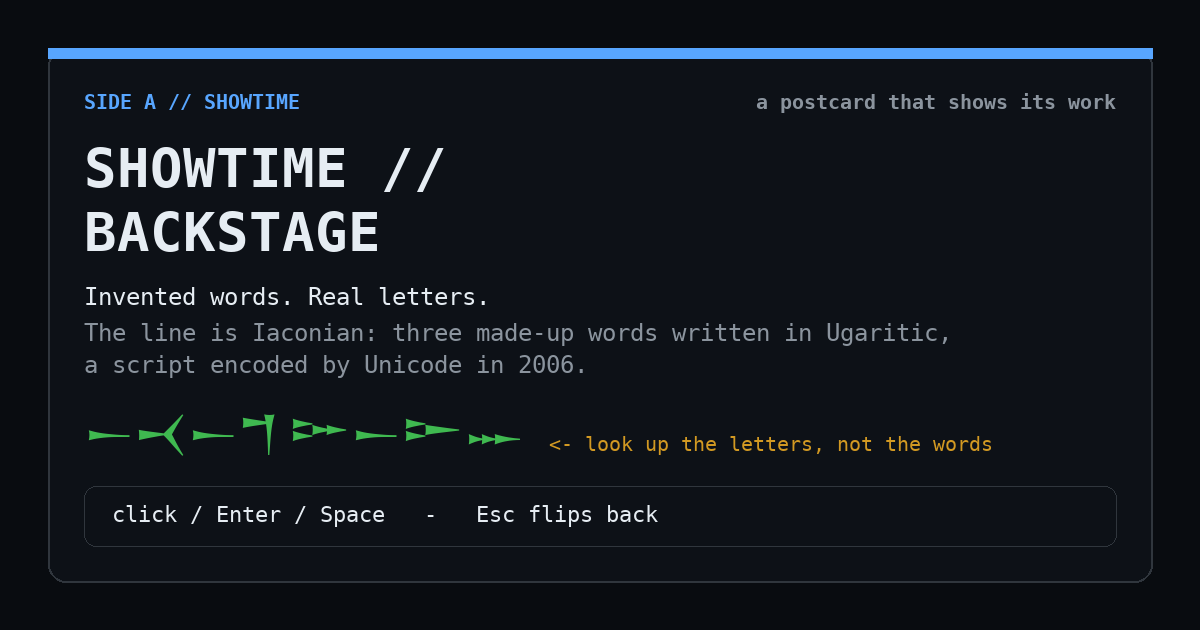 SIDE A // SHOWTIME
a postcard that shows its work
SHOWTIME //
BACKSTAGE
Invented words. Real letters.
The line is Iaconian: three made-up words written in Ugaritic,
a script encoded by Unicode in 2006.
𐎚𐎖𐎚𐎎𐎆𐎚𐎋𐎐 <- look up the letters, not the words
click / Enter / Space - Esc flips back